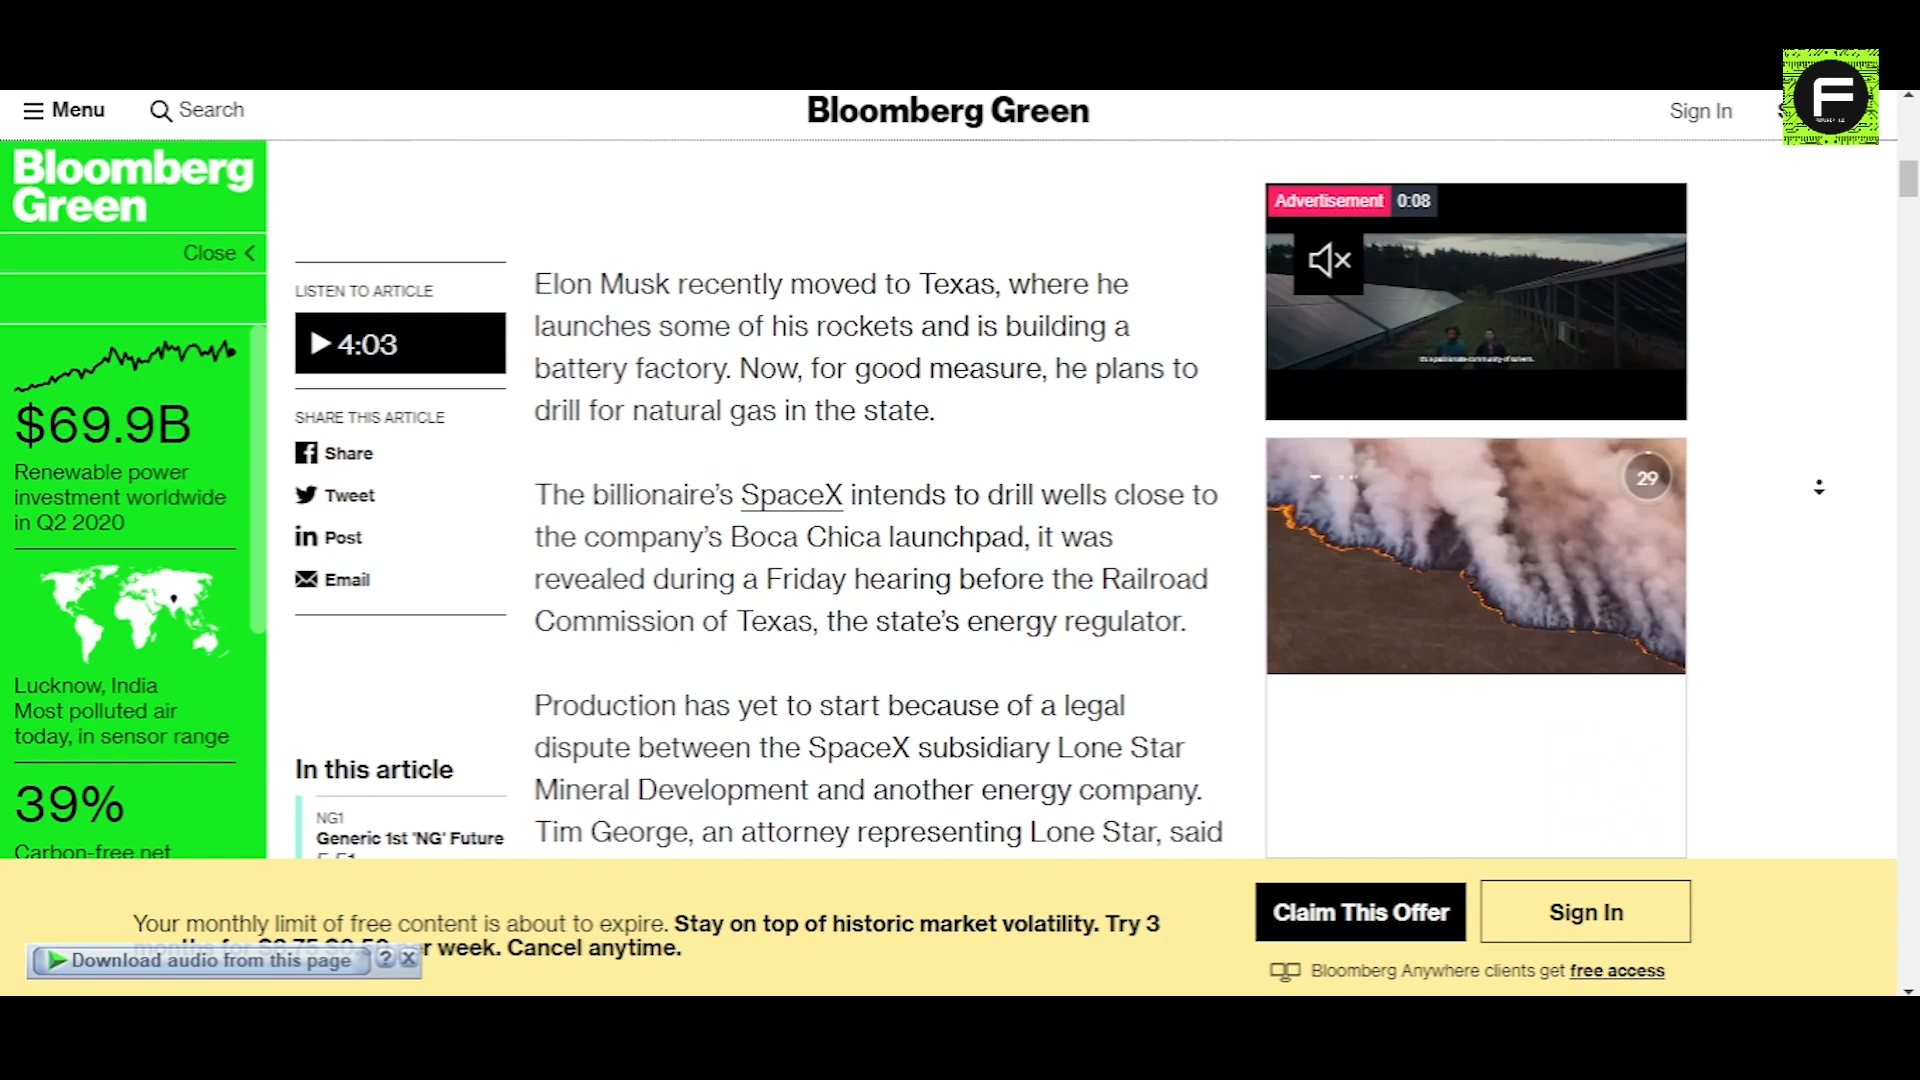 Menu
Search
Bloomberg Green
Sign In
Bloomberg
Green
Close
$69.9B
Renewable power
investment worldwide
in Q2 2020
Lucknow, India
Most polluted air
today, in sensor range
39%
Carbon-free net
LISTEN TO ARTICLE
4:03
SHARE THIS ARTICLE
Share
Tweet
Post
Email
In this article
NG1
Generic 1st 'NG' Future
Elon Musk recently moved to Texas, where he
launches some of his rockets and is building a
battery factory. Now, for good measure, he plans to
drill for natural gas in the state.
The billionaire’s SpaceX intends to drill wells close to
the company’s Boca Chica launchpad, it was
revealed during a Friday hearing before the Railroad
Commission of Texas, the state’s energy regulator.
Production has yet to start because of a legal
dispute between the SpaceX subsidiary Lone Star
Mineral Development and another energy company.
Tim George, an attorney representing Lone Star, said
Advertisement 0:08
29
Your monthly limit of free content is about to expire. Stay on top of historic market volatility. Try 3
per week. Cancel anytime.
Download audio from this page
Claim This Offer
Sign In
Bloomberg Anywhere clients get free access
F